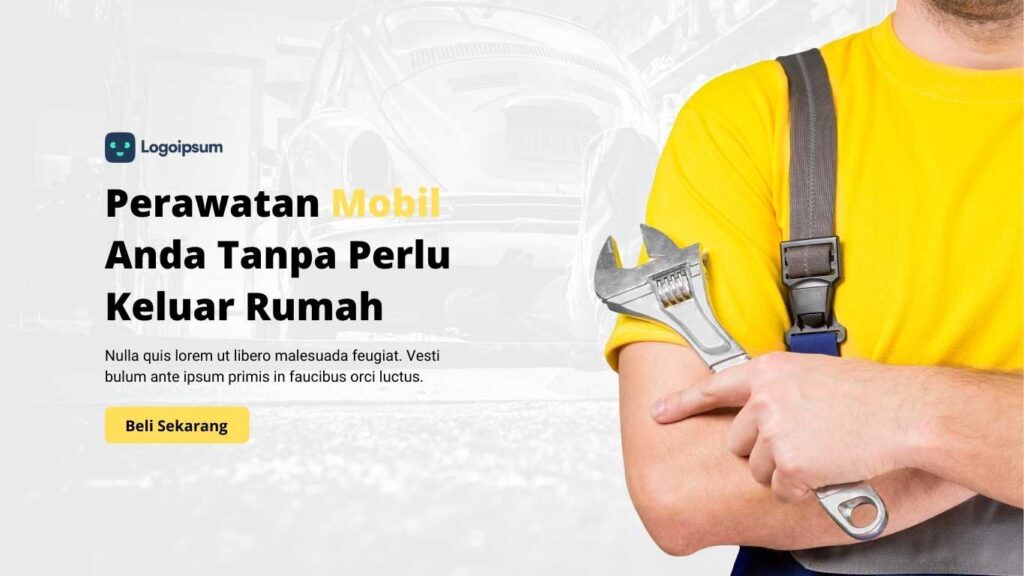 Logoipsum
Perawatan Mobil
Anda Tanpa Perlu
Keluar Rumah
Nulla quis lorem ut libero malesuada feugiat. Vesti
bulum ante ipsum primis in faucibus orci luctus.
Beli Sekarang